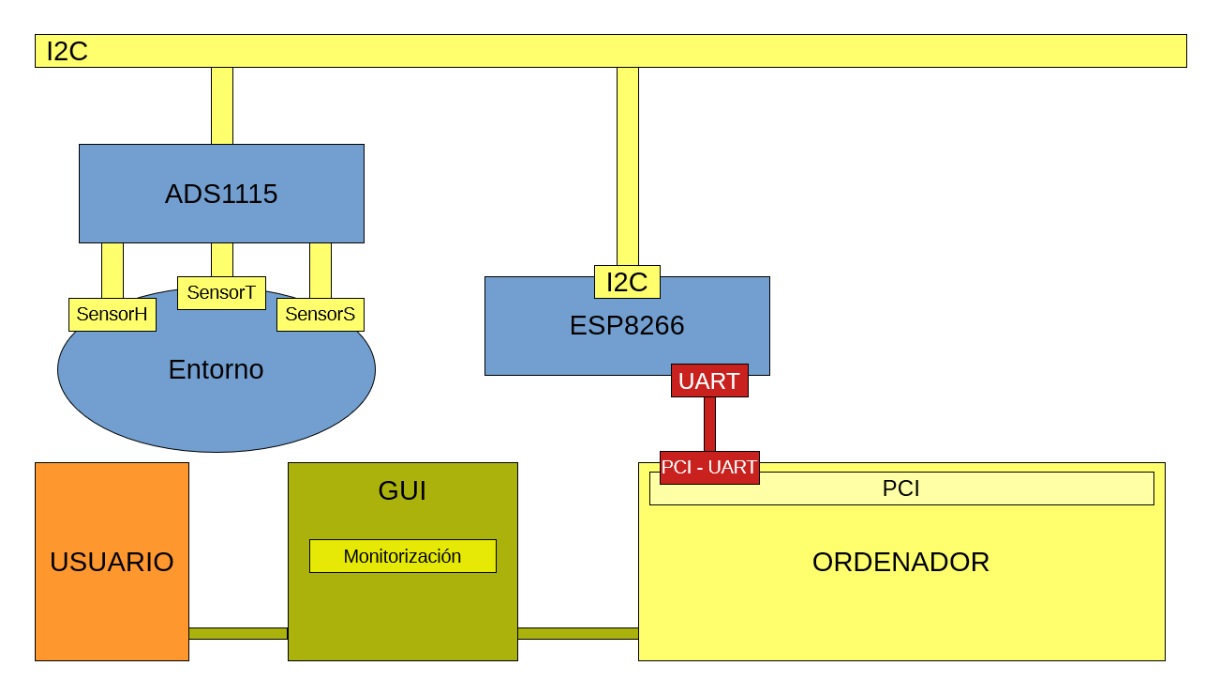 I2C
ADS1115
SensorH
SensorT
SensorS
Entorno
I2C
ESP8266
UART
PCI - UART
PCI
USUARIO
GUI
Monitorización
ORDENADOR